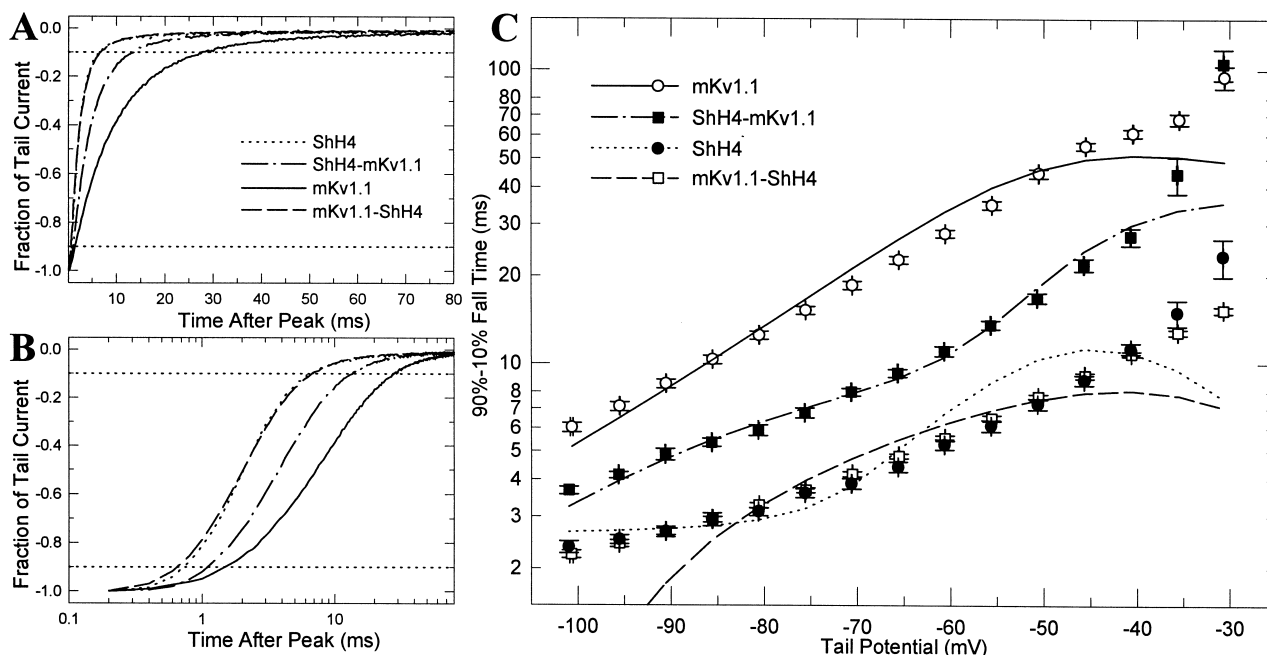 A
0.0
-0.2
-0.4
-0.6
-0.8
-1.0
Fraction of Tail Current
ShH4
ShH4-mKv1.1
mKv1.1
mKv1.1-ShH4
10 20 30 40 50 60 70 80
Time After Peak (ms)
B
0.0
-0.2
-0.4
-0.6
-0.8
-1.0
Fraction of Tail Current
0.1 1 10
Time After Peak (ms)
C
100
80
70
60
50
40
30
20
10
8
7
6
5
4
3
2
90%-10% Fall Time (ms)
mKv1.1
ShH4-mKv1.1
ShH4
mKv1.1-ShH4
-100 -90 -80 -70 -60 -50 -40 -30
Tail Potential (mV)